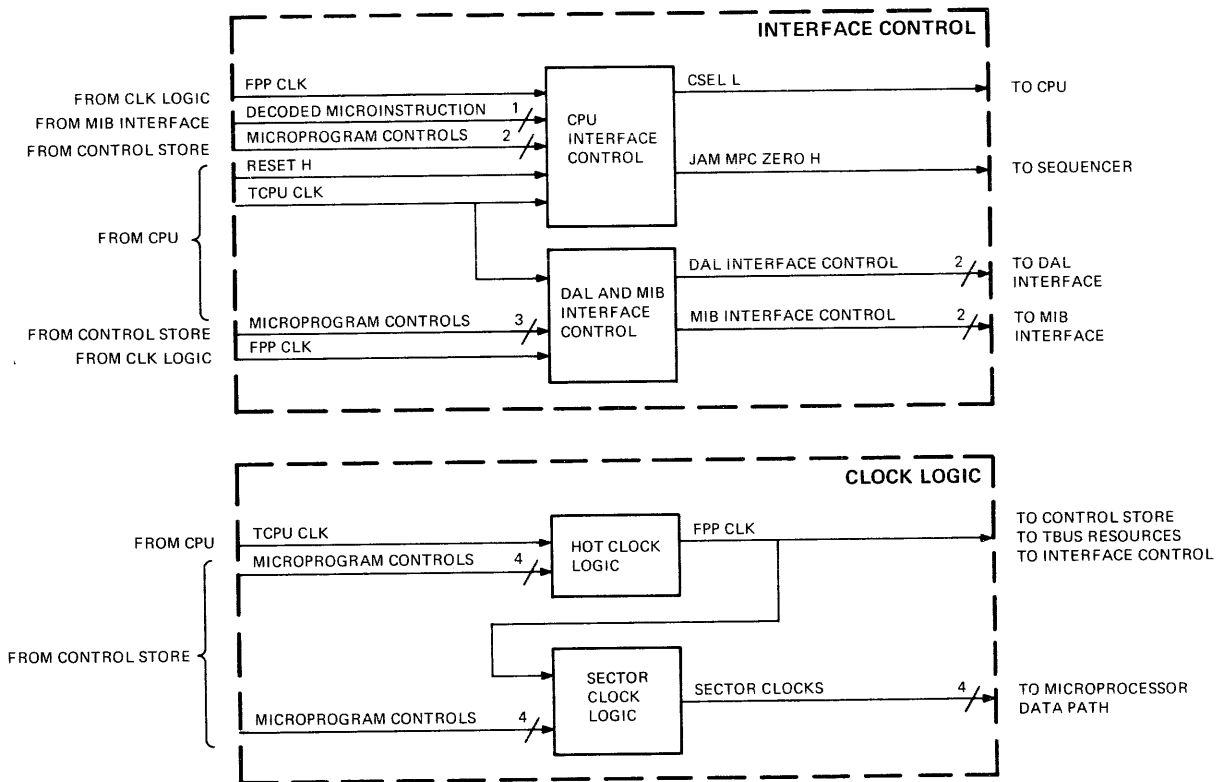 INTERFACE CONTROL
FROM CLK LOGIC
FPP CLK
FROM MIB INTERFACE
DECODED MICROINSTRUCTION 1
FROM CONTROL STORE
MICROPROGRAM CONTROLS 2
RESET H
TCPU CLK
FROM CPU
CPU
INTERFACE
CONTROL
CSEL L
TO CPU
JAM MPC ZERO H
TO SEQUENCER
FROM CONTROL STORE
MICROPROGRAM CONTROLS 3
FROM CLK LOGIC
FPP CLK
DAL AND MIB
INTERFACE
CONTROL
DAL INTERFACE CONTROL 2
TO DAL
INTERFACE
MIB INTERFACE CONTROL 2
TO MIB
INTERFACE
CLOCK LOGIC
FROM CPU
TCPU CLK
MICROPROGRAM CONTROLS 4
HOT CLOCK
LOGIC
FPP CLK
TO CONTROL STORE
TO TBUS RESOURCES
TO INTERFACE CONTROL
FROM CONTROL STORE
MICROPROGRAM CONTROLS 4
SECTOR
CLOCK
LOGIC
SECTOR CLOCKS 4
TO MICROPROCESSOR
DATA PATH